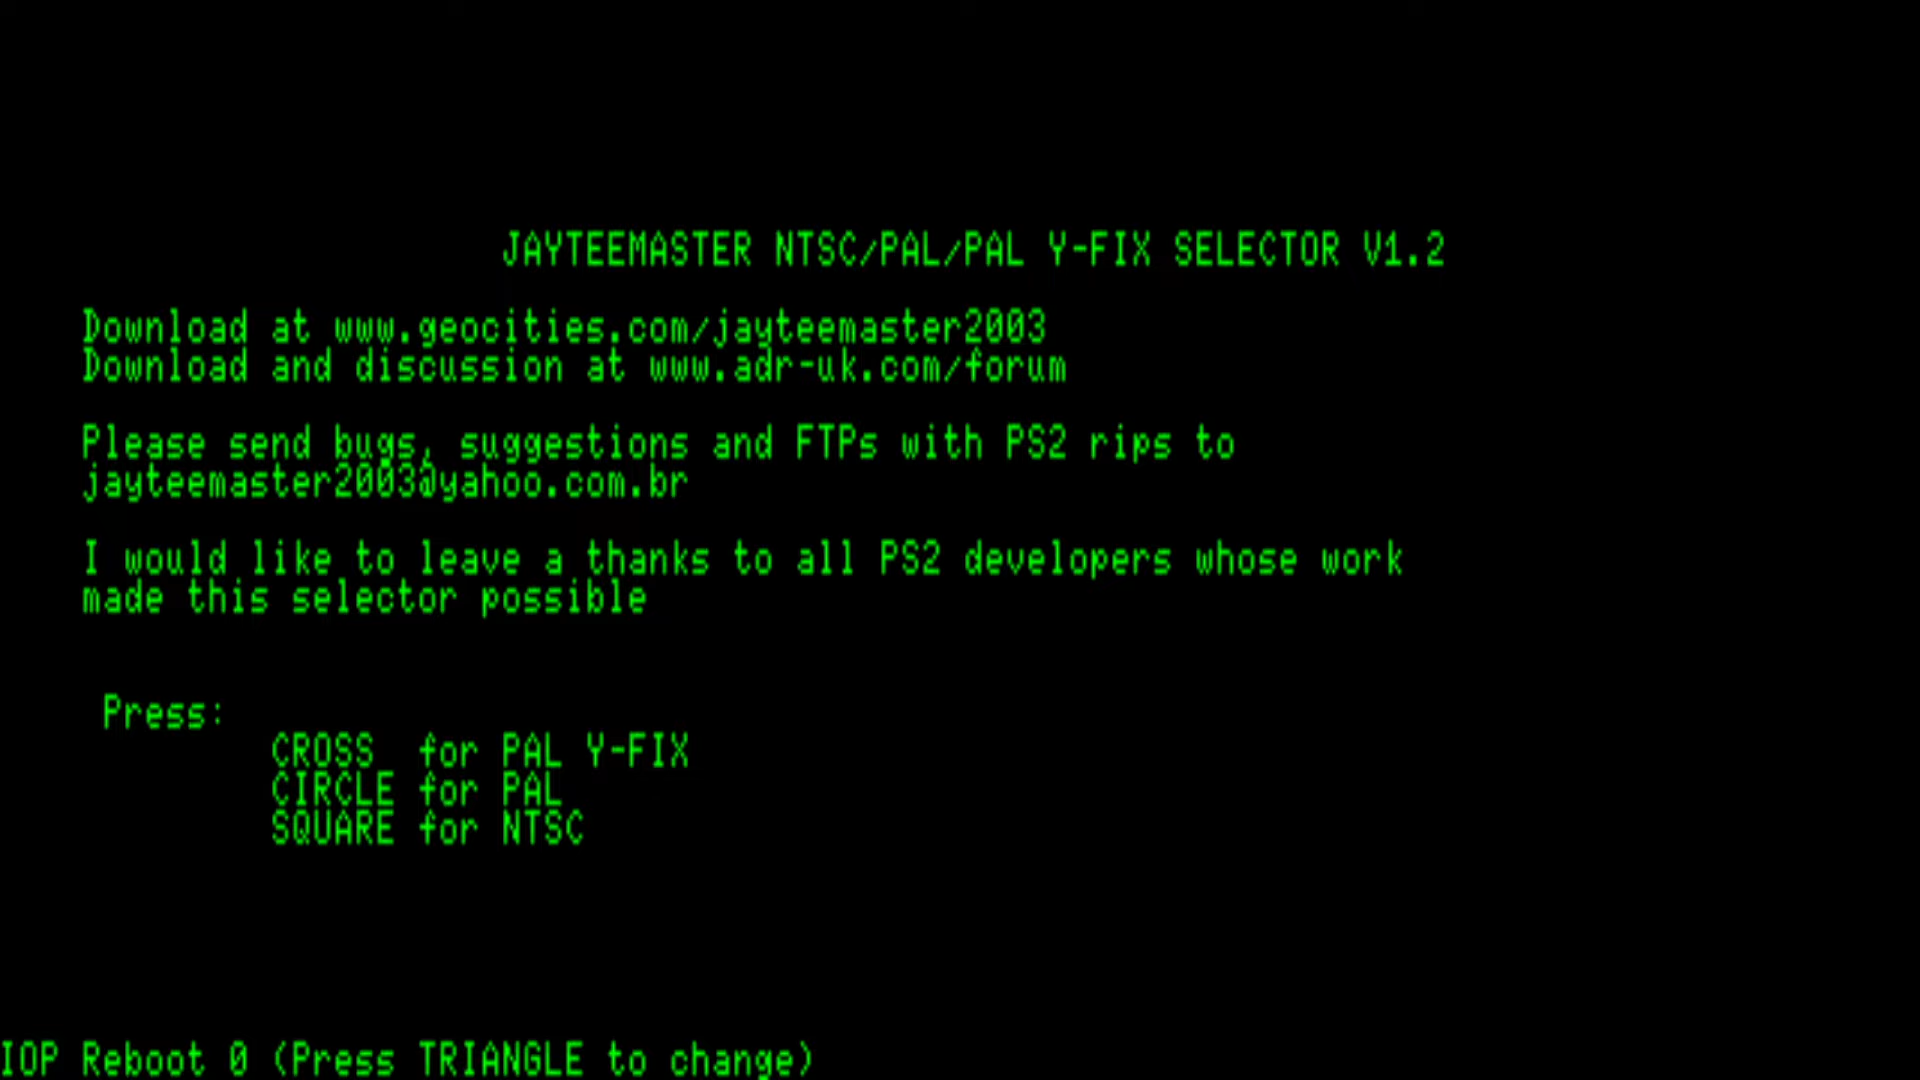 JAYTEEMASTER NTSC/PAL/PAL Y-FIX SELECTOR V1.2
Download at www.geocities.com/jayteemaster2003
Download and discussion at www.adr-uk.com/forum
Please send bugs, suggestions and FTPs with PS2 rips to
jayteemaster2003@yahoo.com.br
I would like to leave a thanks to all PS2 developers whose work
made this selector possible
Press:
CROSS for PAL Y-FIX
CIRCLE for PAL
SQUARE for NTSC
IOP Reboot 0 (Press TRIANGLE to change)